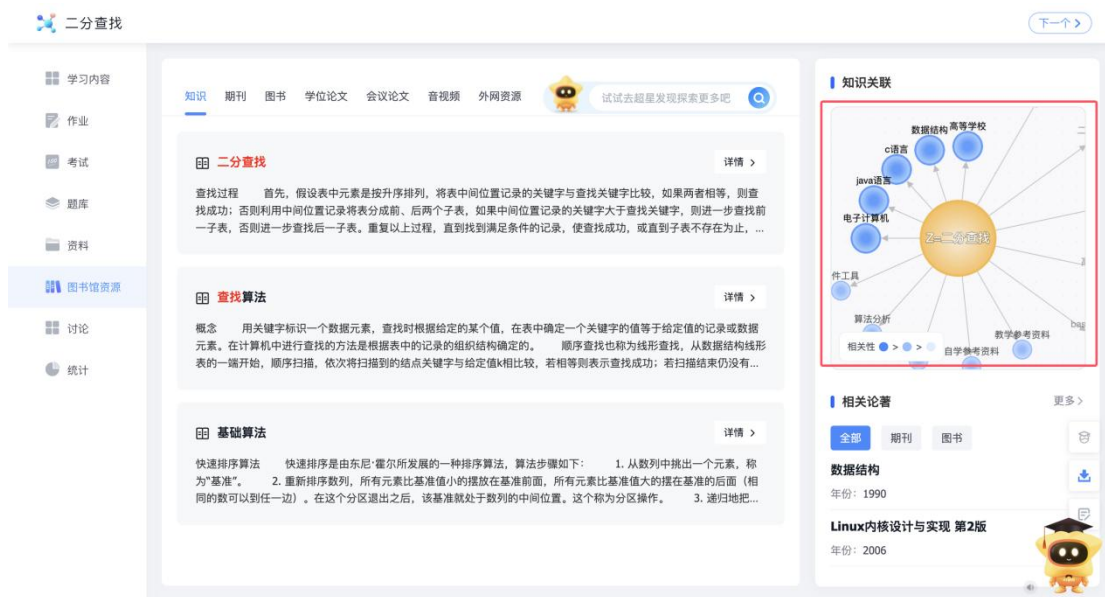 二分查找
下一个 >
学习内容
作业
考试
题库
资料
图书馆资源
讨论
统计
知识 期刊 图书 学位论文 会议论文 音视频 外网资源
试试去超星发现探索更多吧
二分查找
详情 >
查找过程 首先，假设表中元素是按升序排列，将表中间位置记录的关键字与查找关键字比较，如果两者相等，则查
找成功；否则利用中间位置记录将表分成前、后两个子表，如果中间位置记录的关键字大于查找关键字，则进一步查找前
一子表，否则进一步查找后一子表。重复以上过程，直到找到满足条件的记录，使查找成功，或直到子表不存在为止，...
查找算法
详情 >
概念 用关键字标识一个数据元素，查找时根据给定的某个值，在表中确定一个关键字的值等于给定值的记录或数据
元素。在计算机中进行查找的方法是根据表中的记录的组织结构确定的。 顺序查找也称为线形查找，从数据结构线形
表的一端开始，顺序扫描，依次将扫描到的结点关键字与给定值k相比较，若相等则表示查找成功；若扫描结束仍没有...
基础算法
详情 >
快速排序算法 快速排序是由东尼·霍尔所发展的一种排序算法，算法步骤如下： 1. 从数列中挑出一个元素，称
为"基准"。 2. 重新排序数列，所有元素比基准值小的摆放在基准前面，所有元素比基准值大的摆在基准的后面（相
同的数可以到任一边）。在这个分区退出之后，该基准就处于数列的中间位置。这个称为分区操作。 3. 递归地把...
知识关联
数据结构
高等学校
c语言
java语言
电子计算机
Z=二分查找
件工具
算法分析
教学参考资料
自学参考资料
相关性 > >
相关论著
更多 >
全部 期刊 图书
数据结构
年份：1990
Linux内核设计与实现 第2版
年份：2006